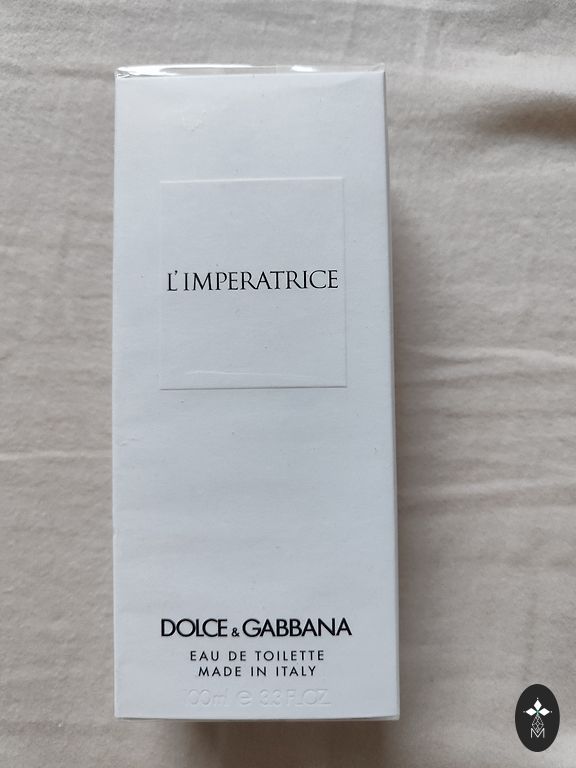 L'IMPERATRICE
DOLCE & GABBANA
EAU DE TOILETTE
MADE IN ITALY
100ml ℮ 3.3 FL.OZ.
M